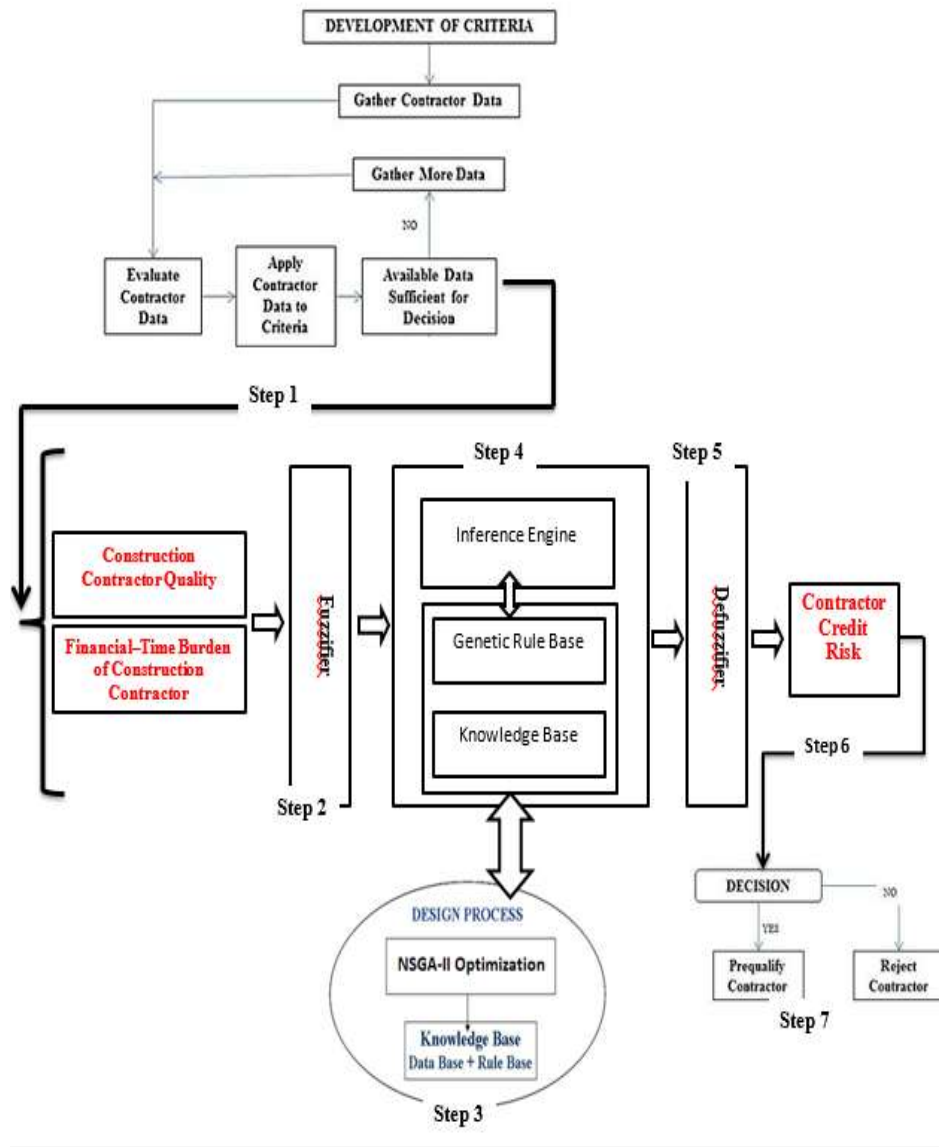 DEVELOPMENT OF CRITERIA
Gather Contractor Data
Gather More Data
NO
Evaluate
Contractor
Data
Apply
Contractor
Data to
Criteria
Available Data
Sufficient for
Decision
Step 1
Step 4
Step 5
Construction
Contractor Quality
Financial–Time Burden
of Construction
Contractor
Fuzzifier
Inference Engine
Genetic Rule Base
Knowledge Base
Defuzzifier
Contractor
Credit
Risk
Step 2
Step 6
DESIGN PROCESS
NSGA-II Optimization
Knowledge Base
Data Base + Rule Base
Step 3
DECISION
YES
NO
Prequalify
Contractor
Reject
Contractor
Step 7